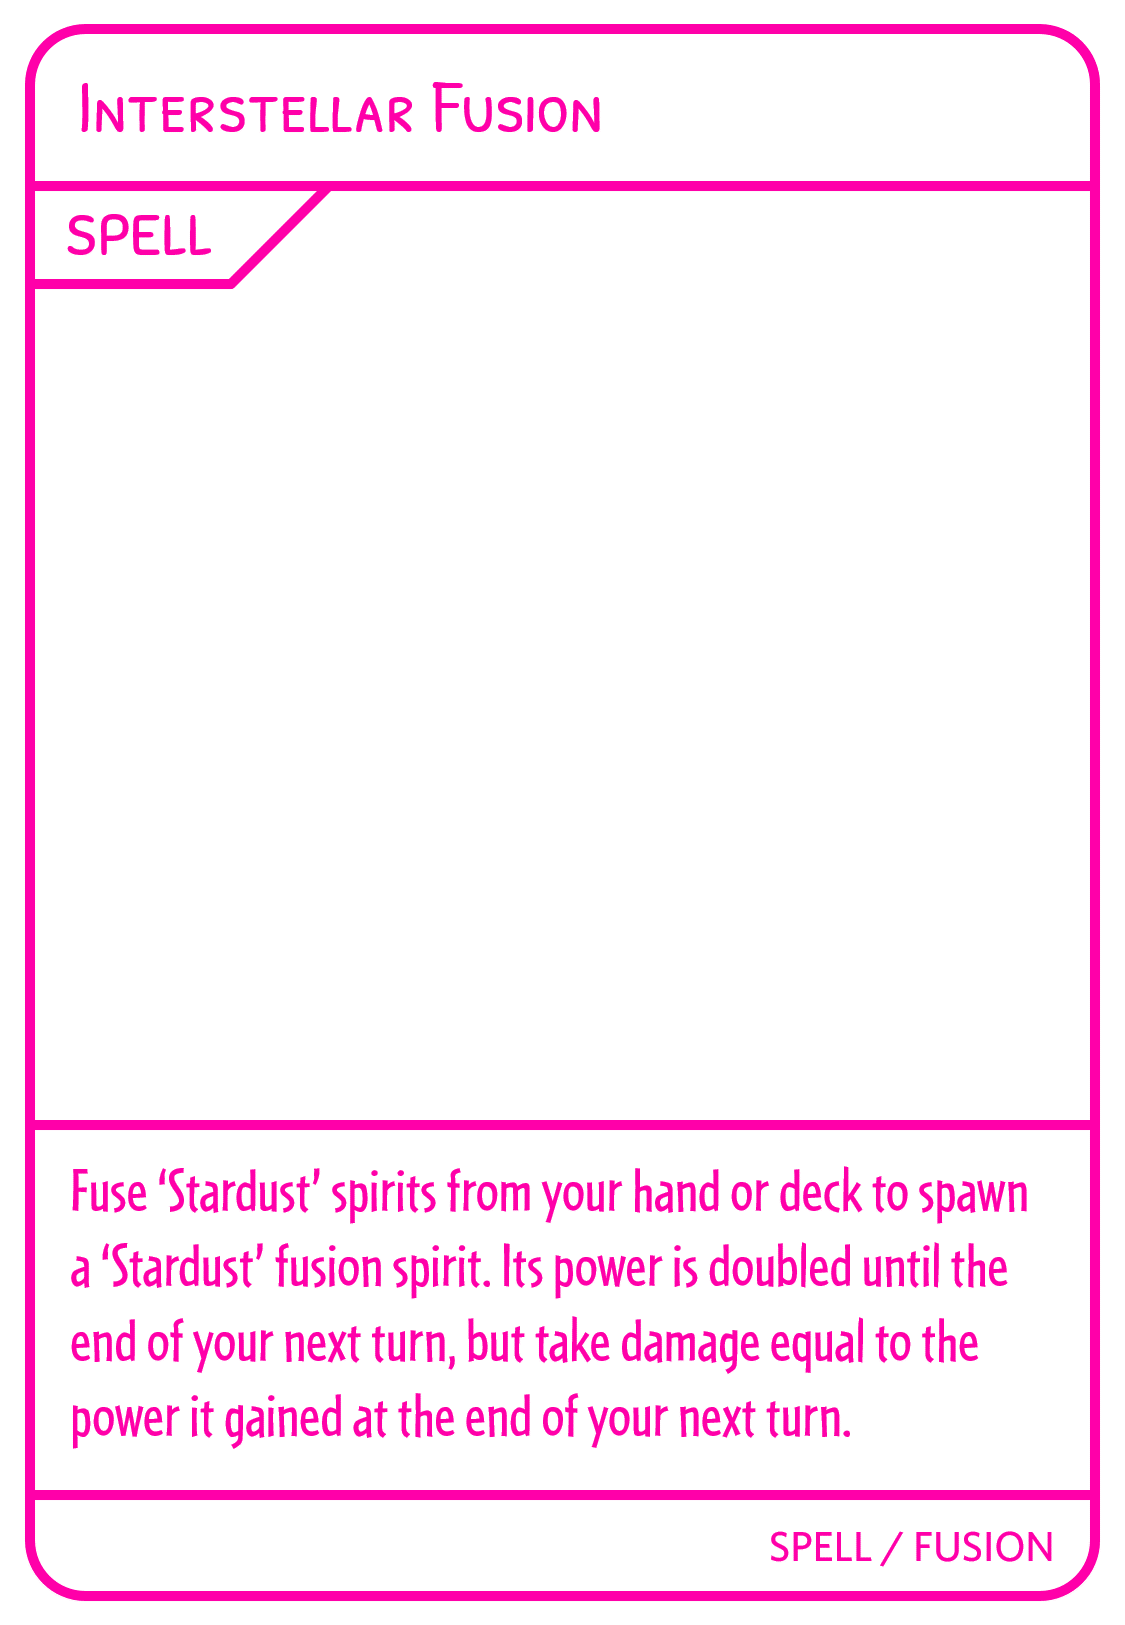 Interstellar Fusion
SPELL
Fuse ‘Stardust’ spirits from your hand or deck to spawn
a ‘Stardust’ fusion spirit. Its power is doubled until the
end of your next turn, but take damage equal to the
power it gained at the end of your next turn.
SPELL / FUSION